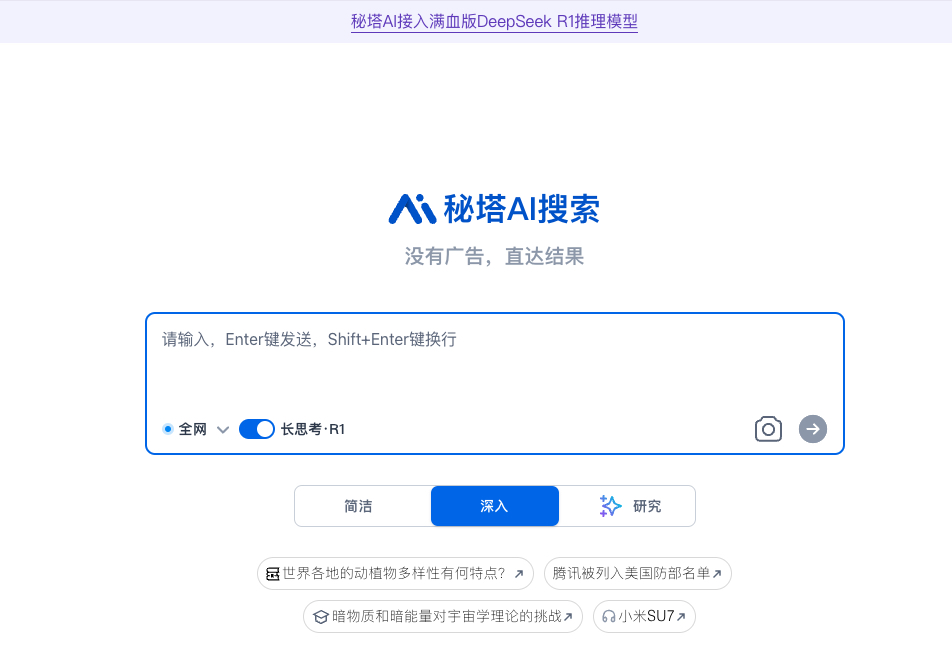 秘塔AI接入满血版DeepSeek R1推理模型
秘塔AI搜索
没有广告，直达结果
请输入，Enter键发送，Shift+Enter键换行
全网 长思考·R1
简洁 深入 研究
世界各地的动植物多样性有何特点？ 腾讯被列入美国防部名单
暗物质和暗能量对宇宙学理论的挑战 小米SU7